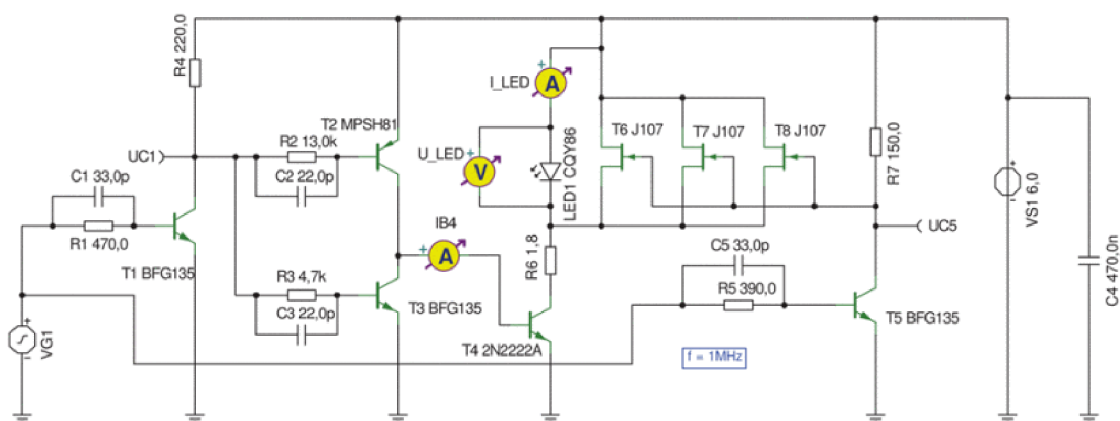 R4 220,0
UC1
C1 33,0p
R1 470,0
T1 BFG135
+
-
VG1
T2 MPSH81
R2 13,0k
C2 22,0p
R3 4,7k
C3 22,0p
T3 BFG135
+
IB4
A
T4 2N2222A
+
I_LED
A
+
U_LED
V
LED1 CQY86
R6 1,8
T6 J107
T7 J107
T8 J107
R7 150,0
UC5
C5 33,0p
R5 390,0
T5 BFG135
f = 1MHz
+
-
VS1 6,0
C4 470,0n